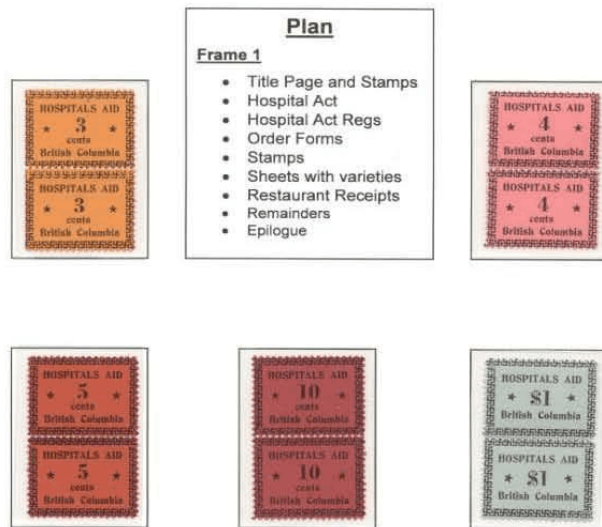 Plan
Frame 1
• Title Page and Stamps
• Hospital Act
• Hospital Act Regs
• Order Forms
• Stamps
• Sheets with varieties
• Restaurant Receipts
• Remainders
• Epilogue
HOSPITALS AID
★ 3 ★
cents
British Columbia
HOSPITALS AID
★ 3 ★
cents
British Columbia
HOSPITALS AID
★ 4 ★
cents
British Columbia
HOSPITALS AID
★ 4 ★
cents
British Columbia
HOSPITALS AID
★ 5 ★
cents
British Columbia
HOSPITALS AID
★ 5 ★
cents
British Columbia
HOSPITALS AID
★ 10 ★
cents
British Columbia
HOSPITALS AID
★ 10 ★
cents
British Columbia
HOSPITALS AID
★ $1 ★
British Columbia
HOSPITALS AID
★ $1 ★
British Columbia